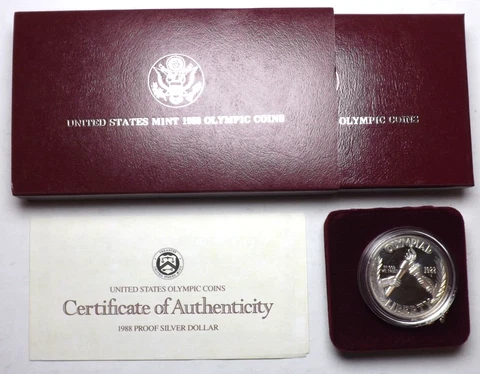 UNITED STATES MINT 1988 OLYMPIC COINS
OLYMPIC COINS
UNITED STATES OLYMPIC COINS
Certificate of Authenticity
1988 PROOF SILVER DOLLAR
OLYMPIAD
1988
LIBERTY